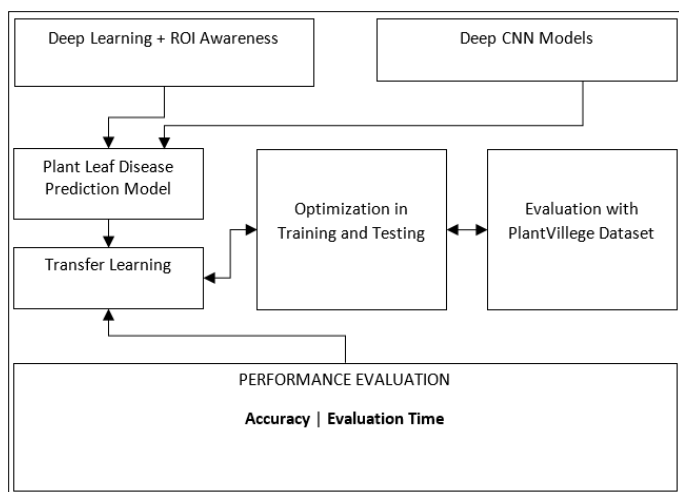 Deep Learning + ROI Awareness
Deep CNN Models
Plant Leaf Disease
Prediction Model
Optimization in
Training and Testing
Evaluation with
PlantVillege Dataset
Transfer Learning
PERFORMANCE EVALUATION
Accuracy | Evaluation Time